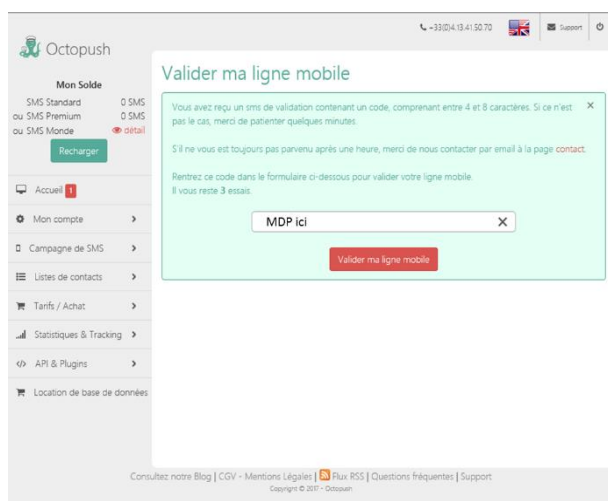 +33(0)4.13.41.50.70
Support
Octopush
Mon Solde
SMS Standard 0 SMS
ou SMS Premium 0 SMS
ou SMS Monde détail
Recharger
Accueil 1
Mon compte
Campagne de SMS
Listes de contacts
Tarifs / Achat
Statistiques & Tracking
API & Plugins
Location de base de données
Valider ma ligne mobile
Vous avez reçu un sms de validation contenant un code, comprenant entre 4 et 8 caractères. Si ce n'est
pas le cas, merci de patienter quelques minutes.
S'il ne vous est toujours pas parvenu après une heure, merci de nous contacter par email à la page contact.
Rentrez ce code dans le formulaire ci-dessous pour valider votre ligne mobile.
Il vous reste 3 essais.
MDP ici
Valider ma ligne mobile
Consultez notre Blog | CGV - Mentions Légales | Flux RSS | Questions fréquentes | Support
Copyright © 2017 - Octopush